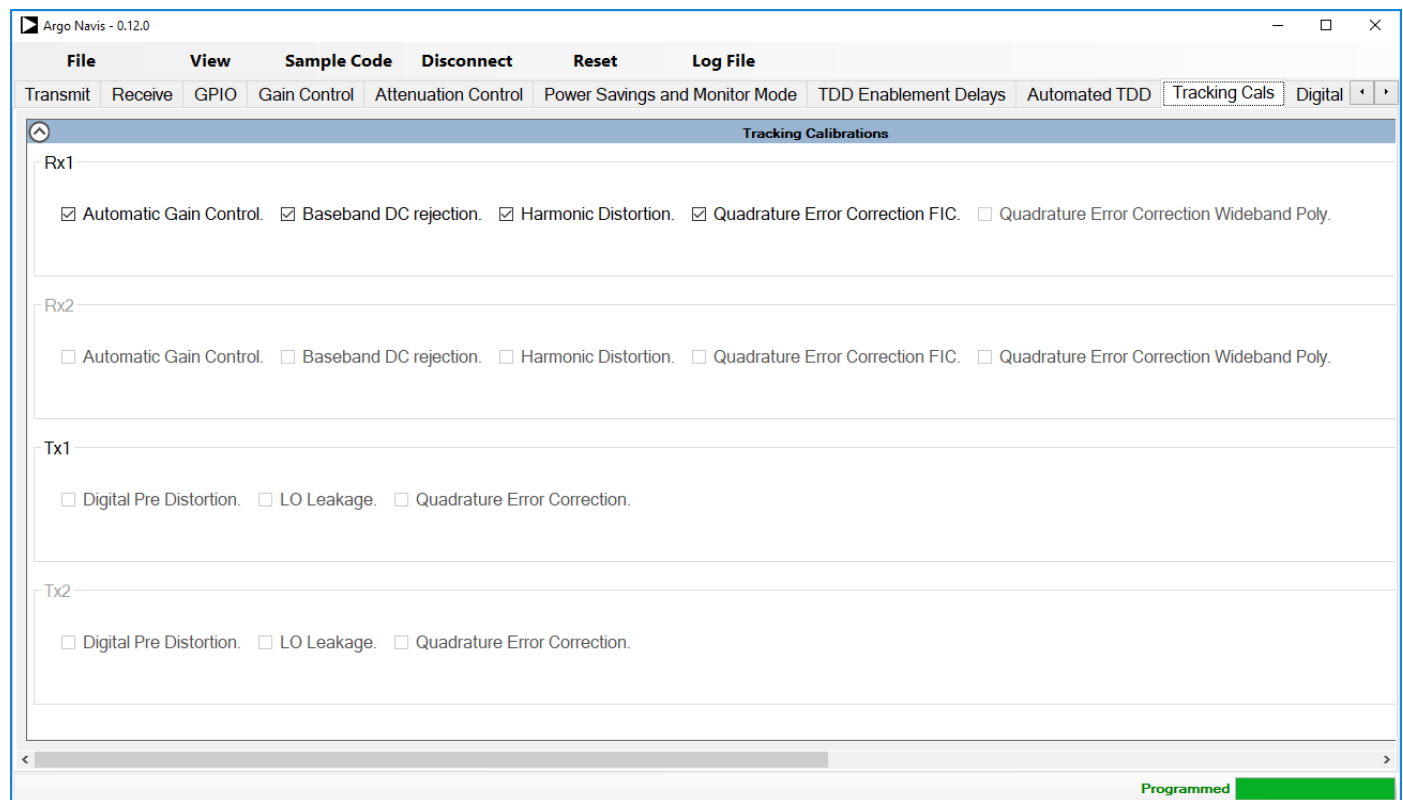 Argo Navis - 0.12.0
File View Sample Code Disconnect Reset Log File
Transmit Receive GPIO Gain Control Attenuation Control Power Savings and Monitor Mode TDD Enablement Delays Automated TDD Tracking Cals Digital
Tracking Calibrations
Rx1
Automatic Gain Control. Baseband DC rejection. Harmonic Distortion. Quadrature Error Correction FIC. Quadrature Error Correction Wideband Poly.
Rx2
Automatic Gain Control. Baseband DC rejection. Harmonic Distortion. Quadrature Error Correction FIC. Quadrature Error Correction Wideband Poly.
Tx1
Digital Pre Distortion. LO Leakage. Quadrature Error Correction.
Tx2
Digital Pre Distortion. LO Leakage. Quadrature Error Correction.
Programmed